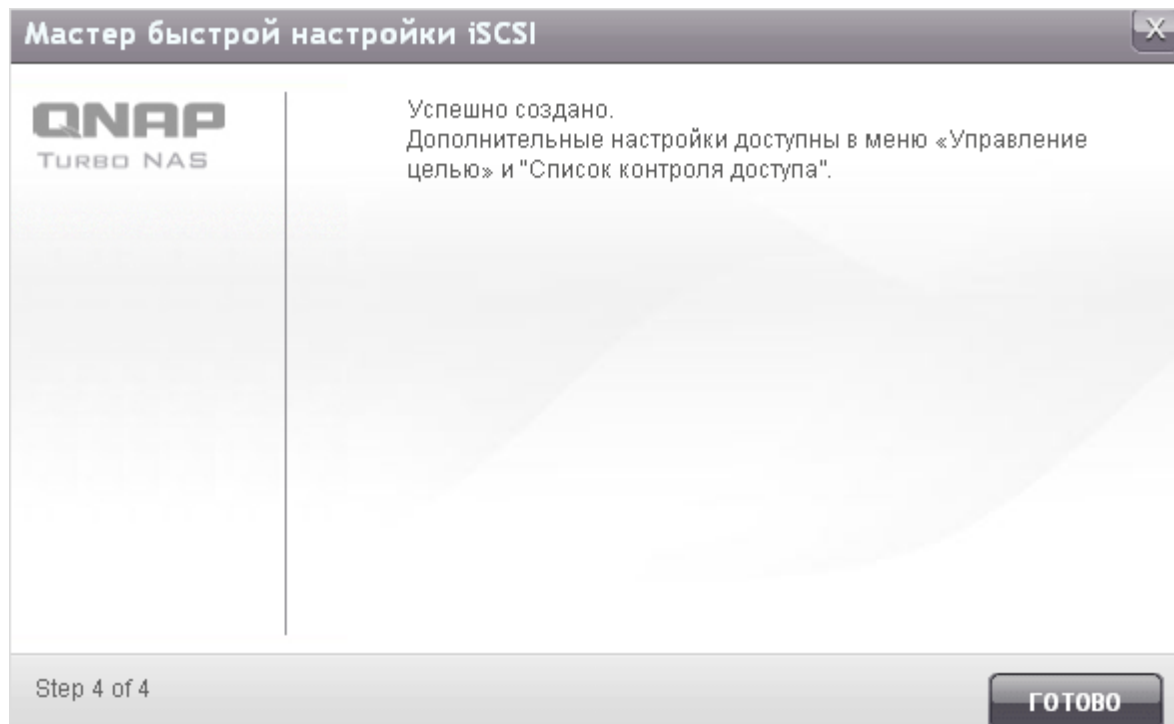 Мастер быстрой настройки iSCSI
X
QNAP
TURBO NAS
Успешно создано.
Дополнительные настройки доступны в меню «Управление
целью» и "Список контроля доступа".
Step 4 of 4
ГОТОВО